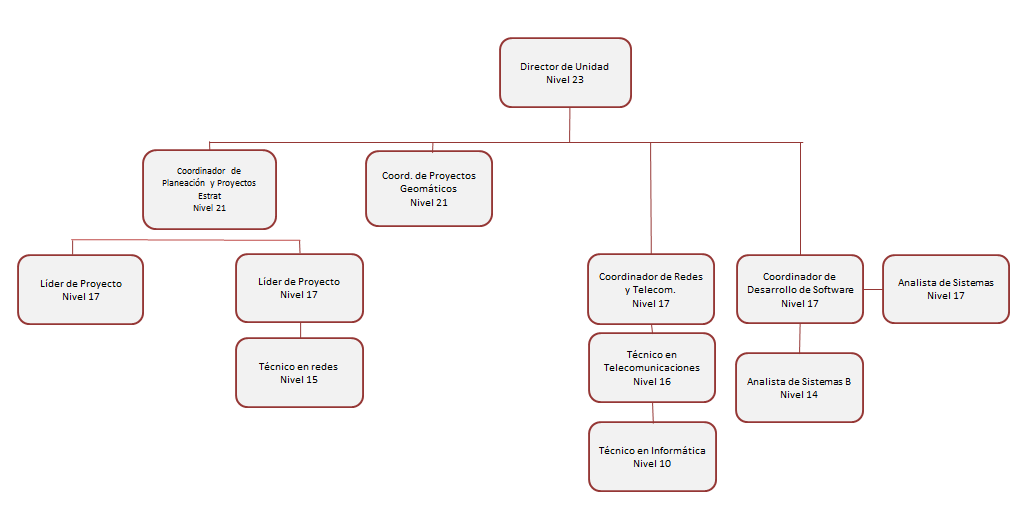 Director de Unidad
Nivel 23
Coordinador de
Planeación y Proyectos
Estrat
Nivel 21
Coord. de Proyectos
Geomáticos
Nivel 21
Líder de Proyecto
Nivel 17
Líder de Proyecto
Nivel 17
Coordinador de Redes
y Telecom.
Nivel 17
Coordinador de
Desarrollo de Software
Nivel 17
Analista de Sistemas
Nivel 17
Técnico en redes
Nivel 15
Técnico en
Telecomunicaciones
Nivel 16
Analista de Sistemas B
Nivel 14
Técnico en Informática
Nivel 10